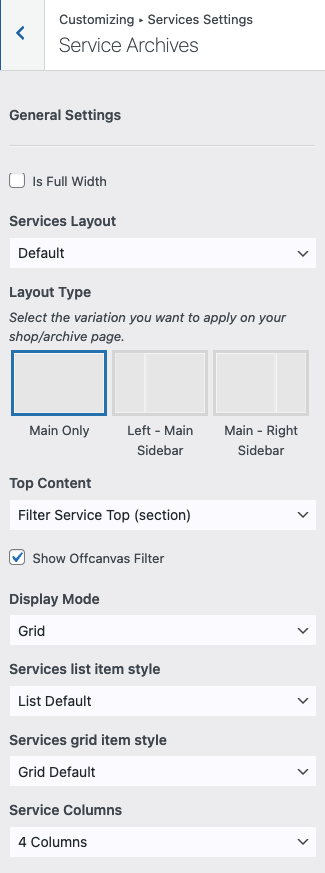 Customizing ▸ Services Settings
Service Archives
General Settings
Is Full Width
Services Layout
Default
Layout Type
Select the variation you want to apply on your
shop/archive page.
Main Only
Left - Main
Sidebar
Main - Right
Sidebar
Top Content
Filter Service Top (section)
Show Offcanvas Filter
Display Mode
Grid
Services list item style
List Default
Services grid item style
Grid Default
Service Columns
4 Columns